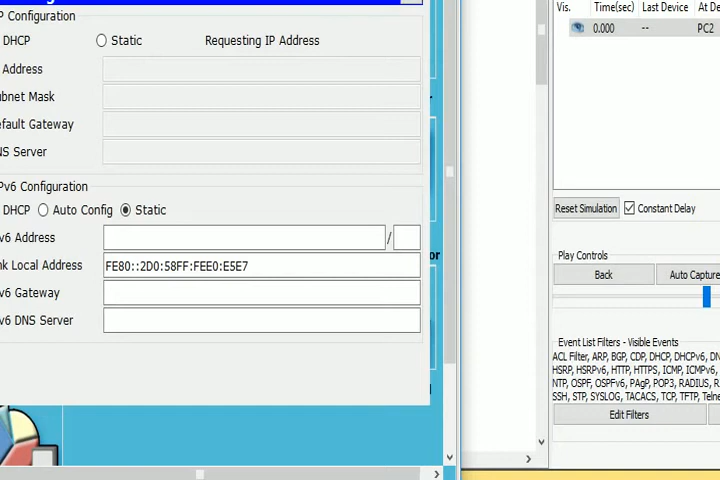 P Configuration
DHCP Static Requesting IP Address
Address
ubnet Mask
efault Gateway
NS Server
Pv6 Configuration
DHCP Auto Config Static
v6 Address /
nk Local Address FE80::2D0:58FF:FEE0:E5E7
v6 Gateway
v6 DNS Server
or
Vis. Time(sec) Last Device At De
0.000 -- PC2
Reset Simulation Constant Delay
Play Controls
Back Auto Capture
Event List Filters - Visible Events
ACL Filter, ARP, BGP, CDP, DHCP, DHCPv6, DN
HSRP, HSRPv6, HTTP, HTTPS, ICMP, ICMPv6,
NTP, OSPF, OSPFv6, PAgP, POP3, RADIUS, R
SSH, STP, SYSLOG, TACACS, TCP, TFTP, Telne
Edit Filters